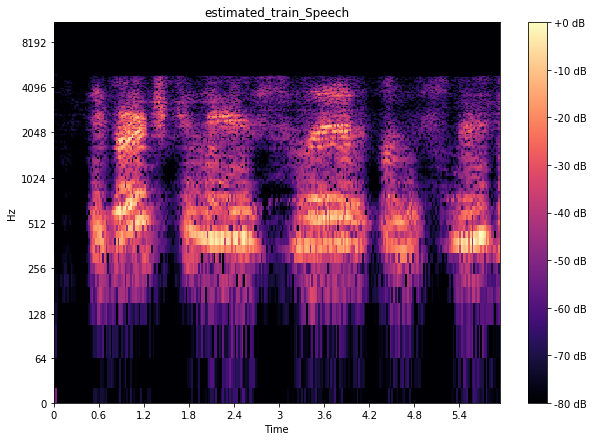 estimated_train_Speech
Hz
8192
4096
2048
1024
512
256
128
64
0
0 0.6 1.2 1.8 2.4 3 3.6 4.2 4.8 5.4
Time
+0 dB
-10 dB
-20 dB
-30 dB
-40 dB
-50 dB
-60 dB
-70 dB
-80 dB